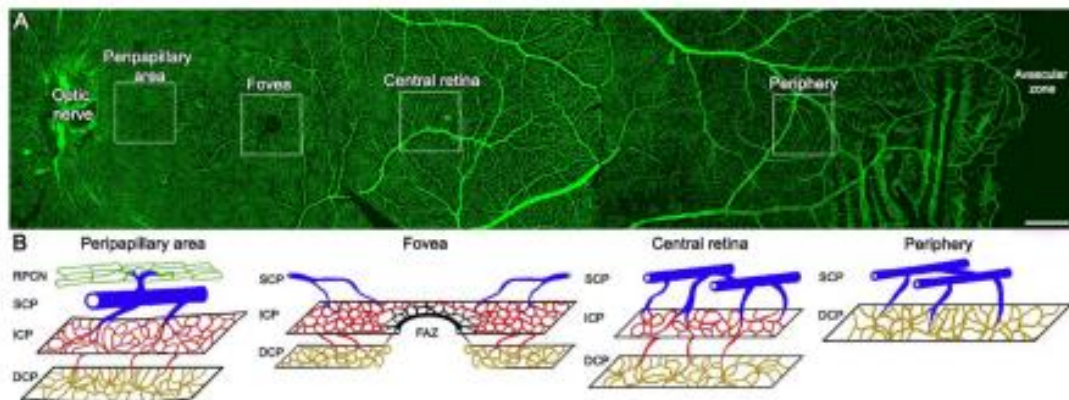 A
Peripapillary
area
Optic
nerve
Fovea
Central retina
Periphery
Avascular
zone
B
Peripapillary area
Fovea
Central retina
Periphery
RPCN
SCP
ICP
DCP
SCP
ICP
FAZ
DCP
SCP
ICP
DCP
SCP
DCP